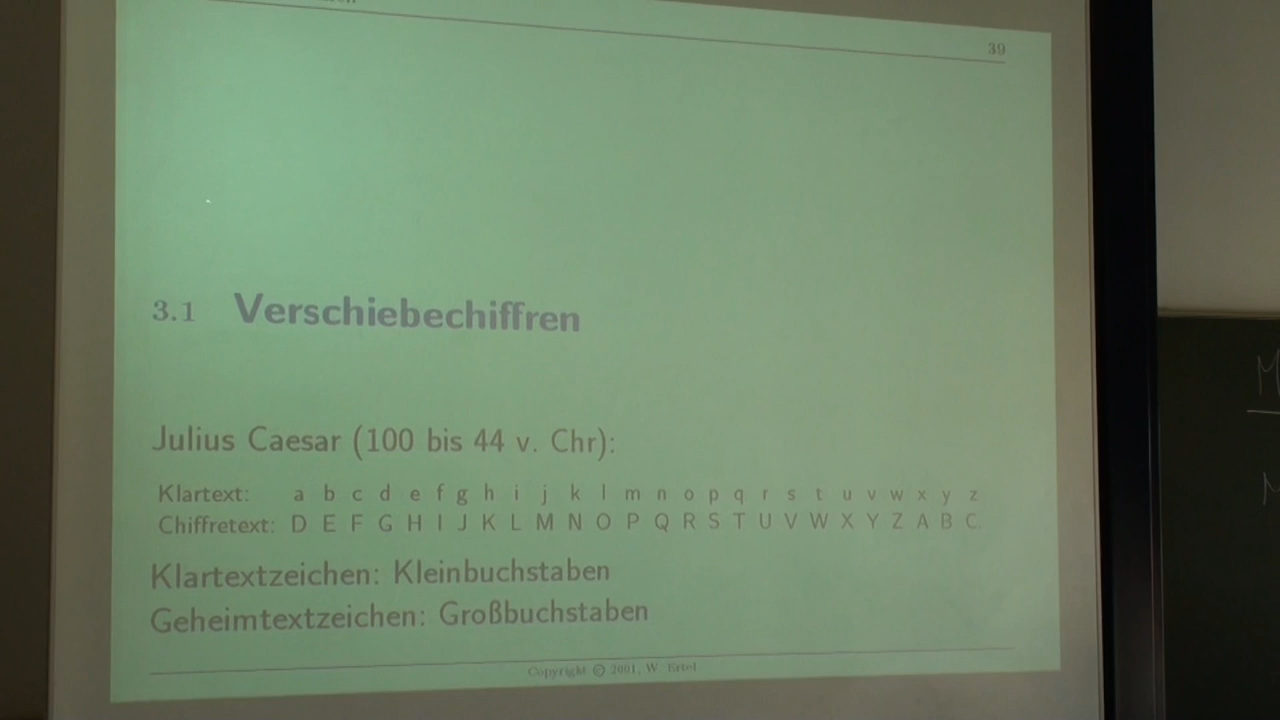 39
3.1 Verschiebechiffren
Julius Caesar (100 bis 44 v. Chr):
Klartext: a b c d e f g h i j k l m n o p q r s t u v w x y z
Chiffretext: D E F G H I J K L M N O P Q R S T U V W X Y Z A B C
Klartextzeichen: Kleinbuchstaben
Geheimtextzeichen: Großbuchstaben
Copyright © 2001, W. Ertel